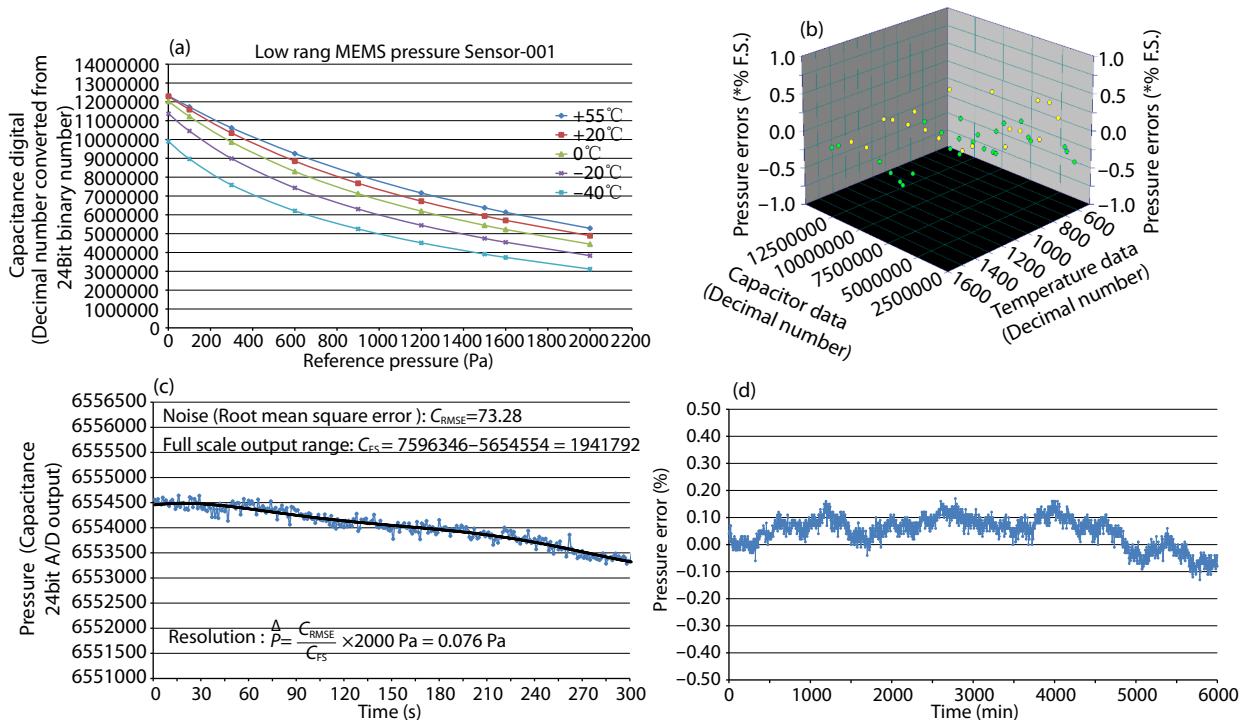 (a)
Low rang MEMS pressure Sensor-001
Capacitance digital
(Decimal number converted from
24Bit binary number)
14000000
13000000
12000000
11000000
10000000
9000000
8000000
7000000
6000000
5000000
4000000
3000000
2000000
1000000
0
+55℃
+20℃
0℃
−20℃
−40℃
0 200 400 600 800 1000 1200 1400 1600 1800 2000 2200
Reference pressure (Pa)
(b)
Pressure errors (*% F.S.)
1.0
0.5
0.0
−0.5
−1.0
1.0
0.5
0.0
−0.5
−1.0
Pressure errors (*% F.S.)
12500000
10000000
7500000
5000000
2500000
Capacitor data
(Decimal number)
600
800
1000
1200
1400
1600
Temperature data
(Decimal number)
(c)
Pressure (Capacitance
24bit A/D output)
6556500
6556000
6555500
6555000
6554500
6554000
6553500
6553000
6552500
6552000
6551500
6551000
Noise (Root mean square error ): CRMSE=73.28
Full scale output range: CFS = 7596346−5654554 = 1941792
Resolution : Δ P= CRMSE / CFS ×2000 Pa = 0.076 Pa
0 30 60 90 120 150 180 210 240 270 300
Time (s)
(d)
Pressure error (%)
0.50
0.40
0.30
0.20
0.10
0.00
−0.10
−0.20
−0.30
−0.40
−0.50
0 1000 2000 3000 4000 5000 6000
Time (min)